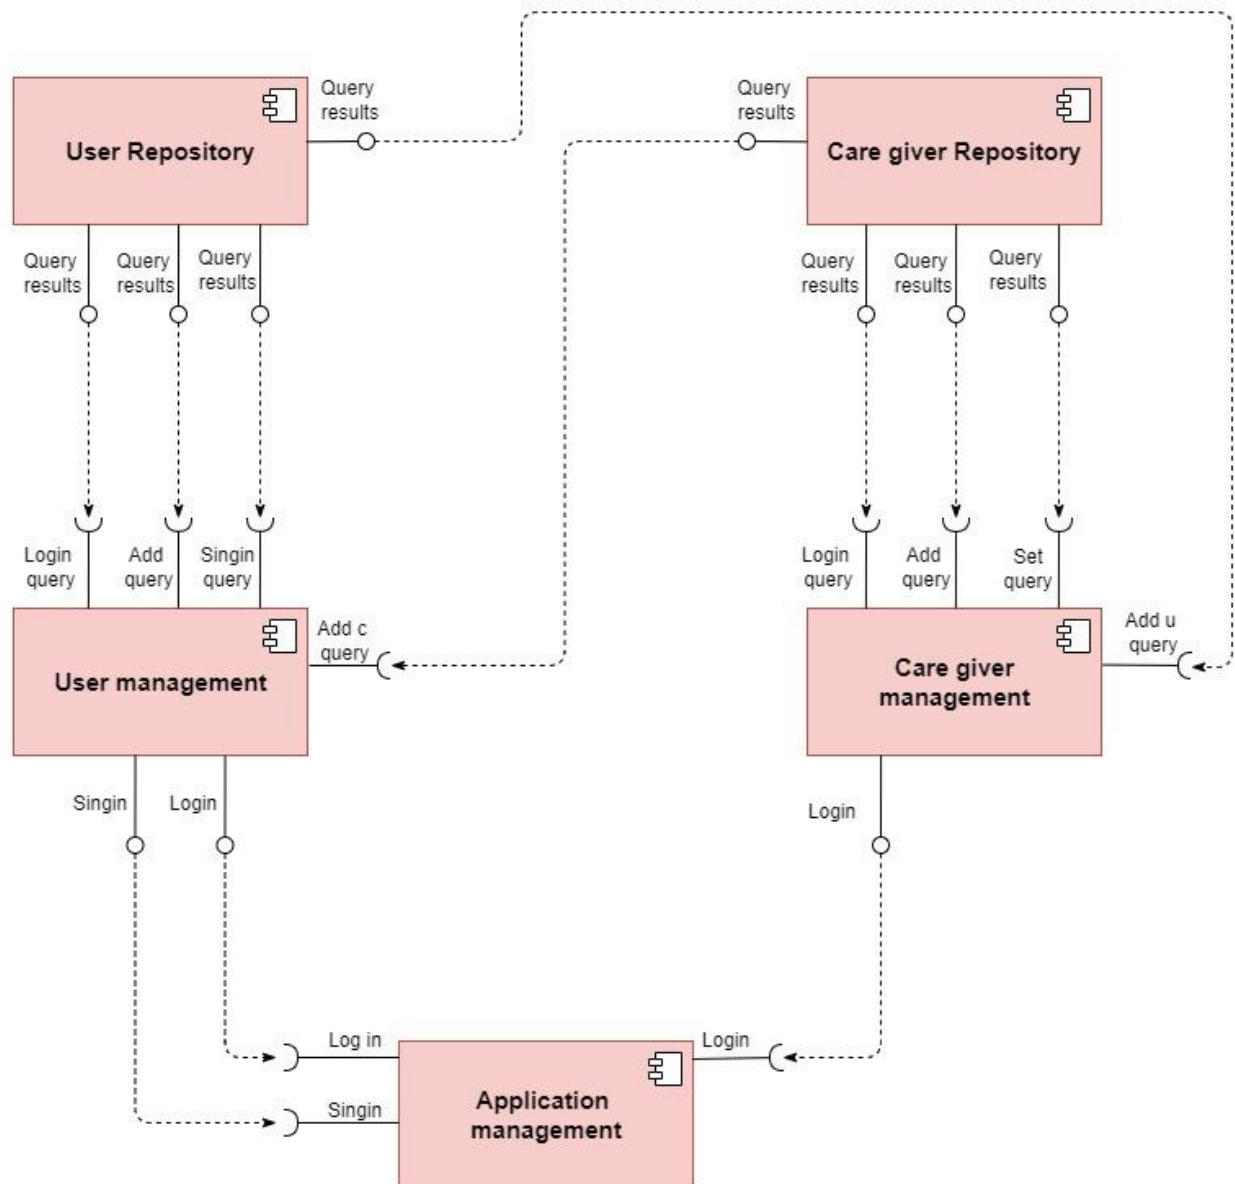 Query
results
Query
results
User Repository
Care giver Repository
Query
results
Query
results
Query
results
Query
results
Query
results
Query
results
Login
query
Add
query
Singin
query
Login
query
Add
query
Set
query
Add c
query
Add u
query
User management
Care giver
management
Singin
Login
Login
Log in
Login
Singin
Application
management